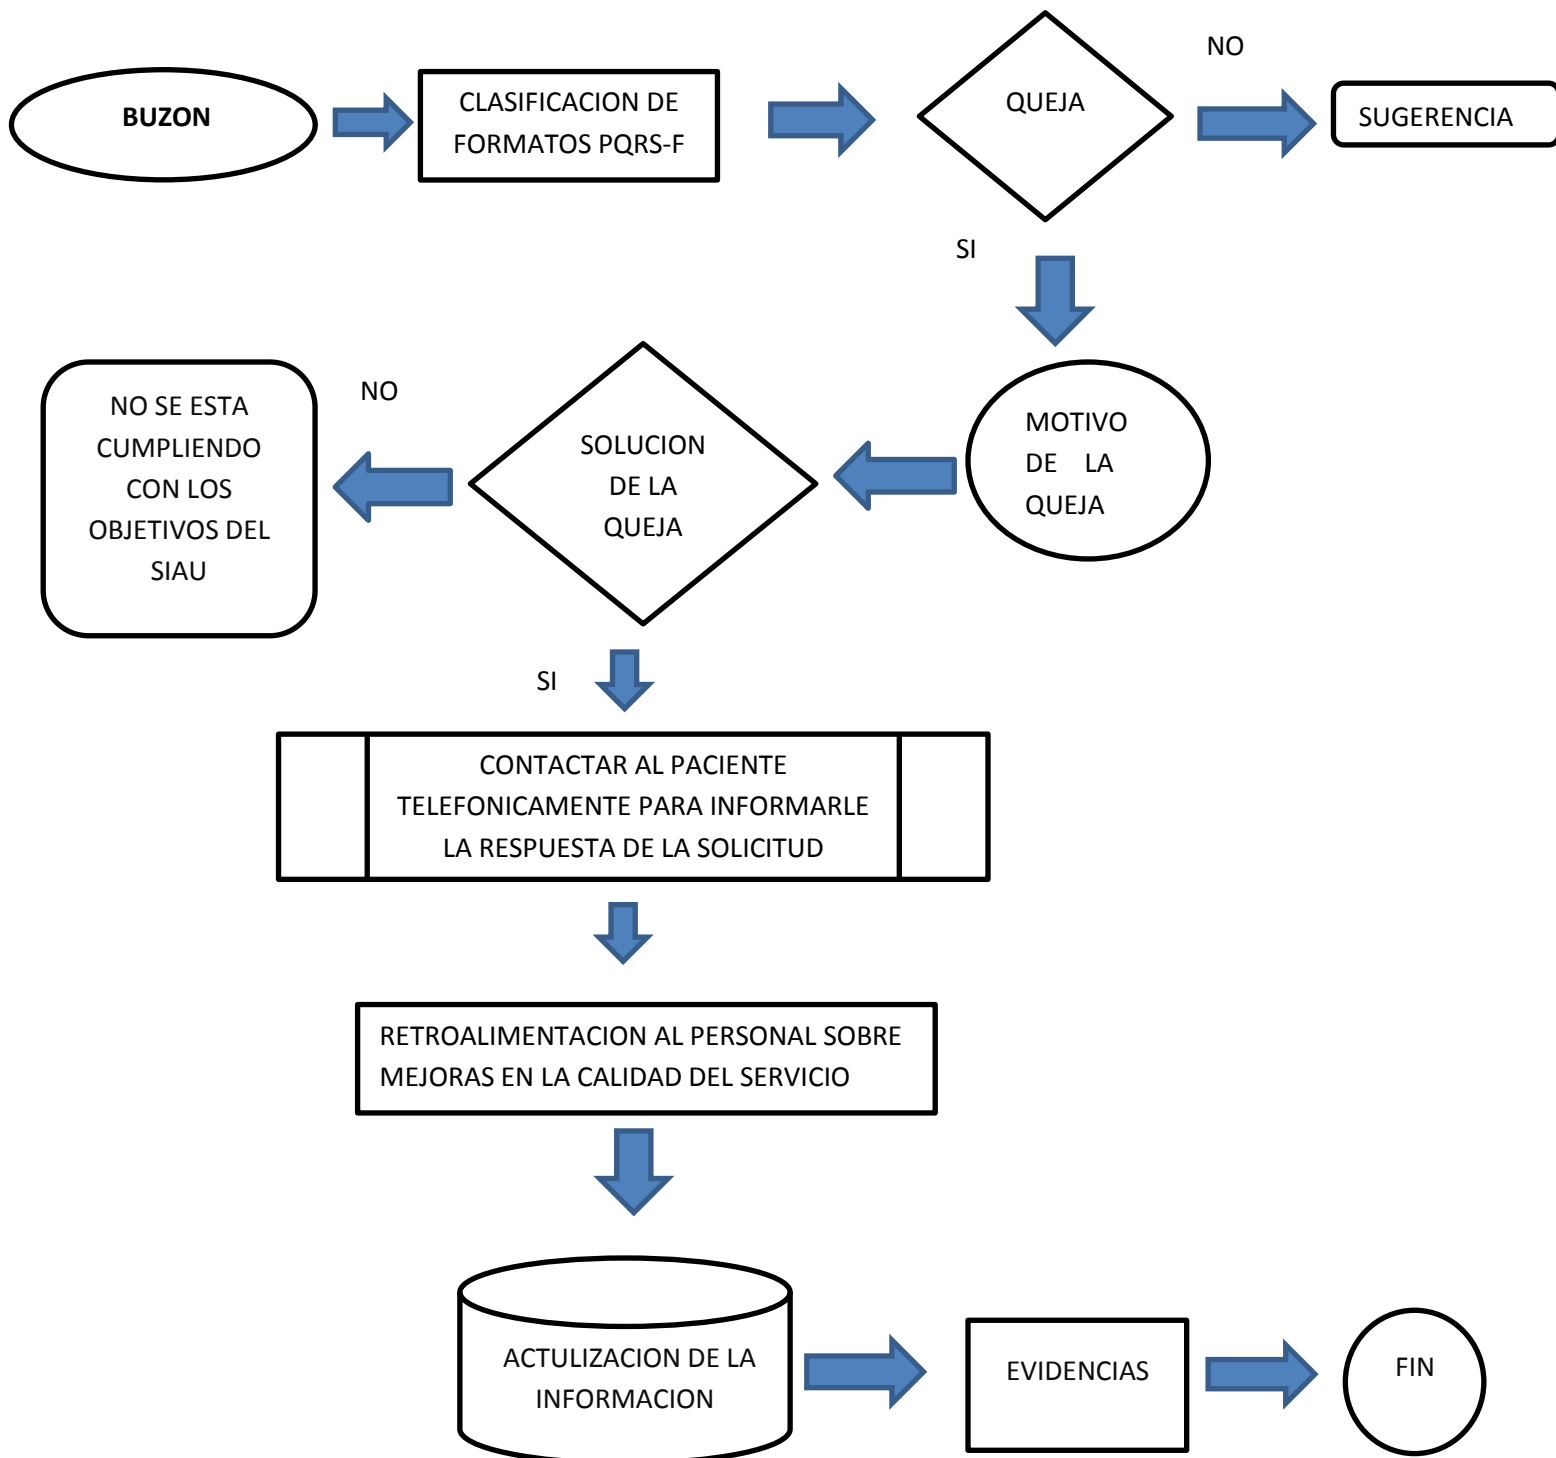 BUZON
CLASIFICACION DE
FORMATOS PQRS-F
QUEJA
NO
SUGERENCIA
SI
MOTIVO
DE LA
QUEJA
SOLUCION
DE LA
QUEJA
NO
NO SE ESTA
CUMPLIENDO
CON LOS
OBJETIVOS DEL
SIAU
SI
CONTACTAR AL PACIENTE
TELEFONICAMENTE PARA INFORMARLE
LA RESPUESTA DE LA SOLICITUD
RETROALIMENTACION AL PERSONAL SOBRE
MEJORAS EN LA CALIDAD DEL SERVICIO
ACTULIZACION DE LA
INFORMACION
EVIDENCIAS
FIN